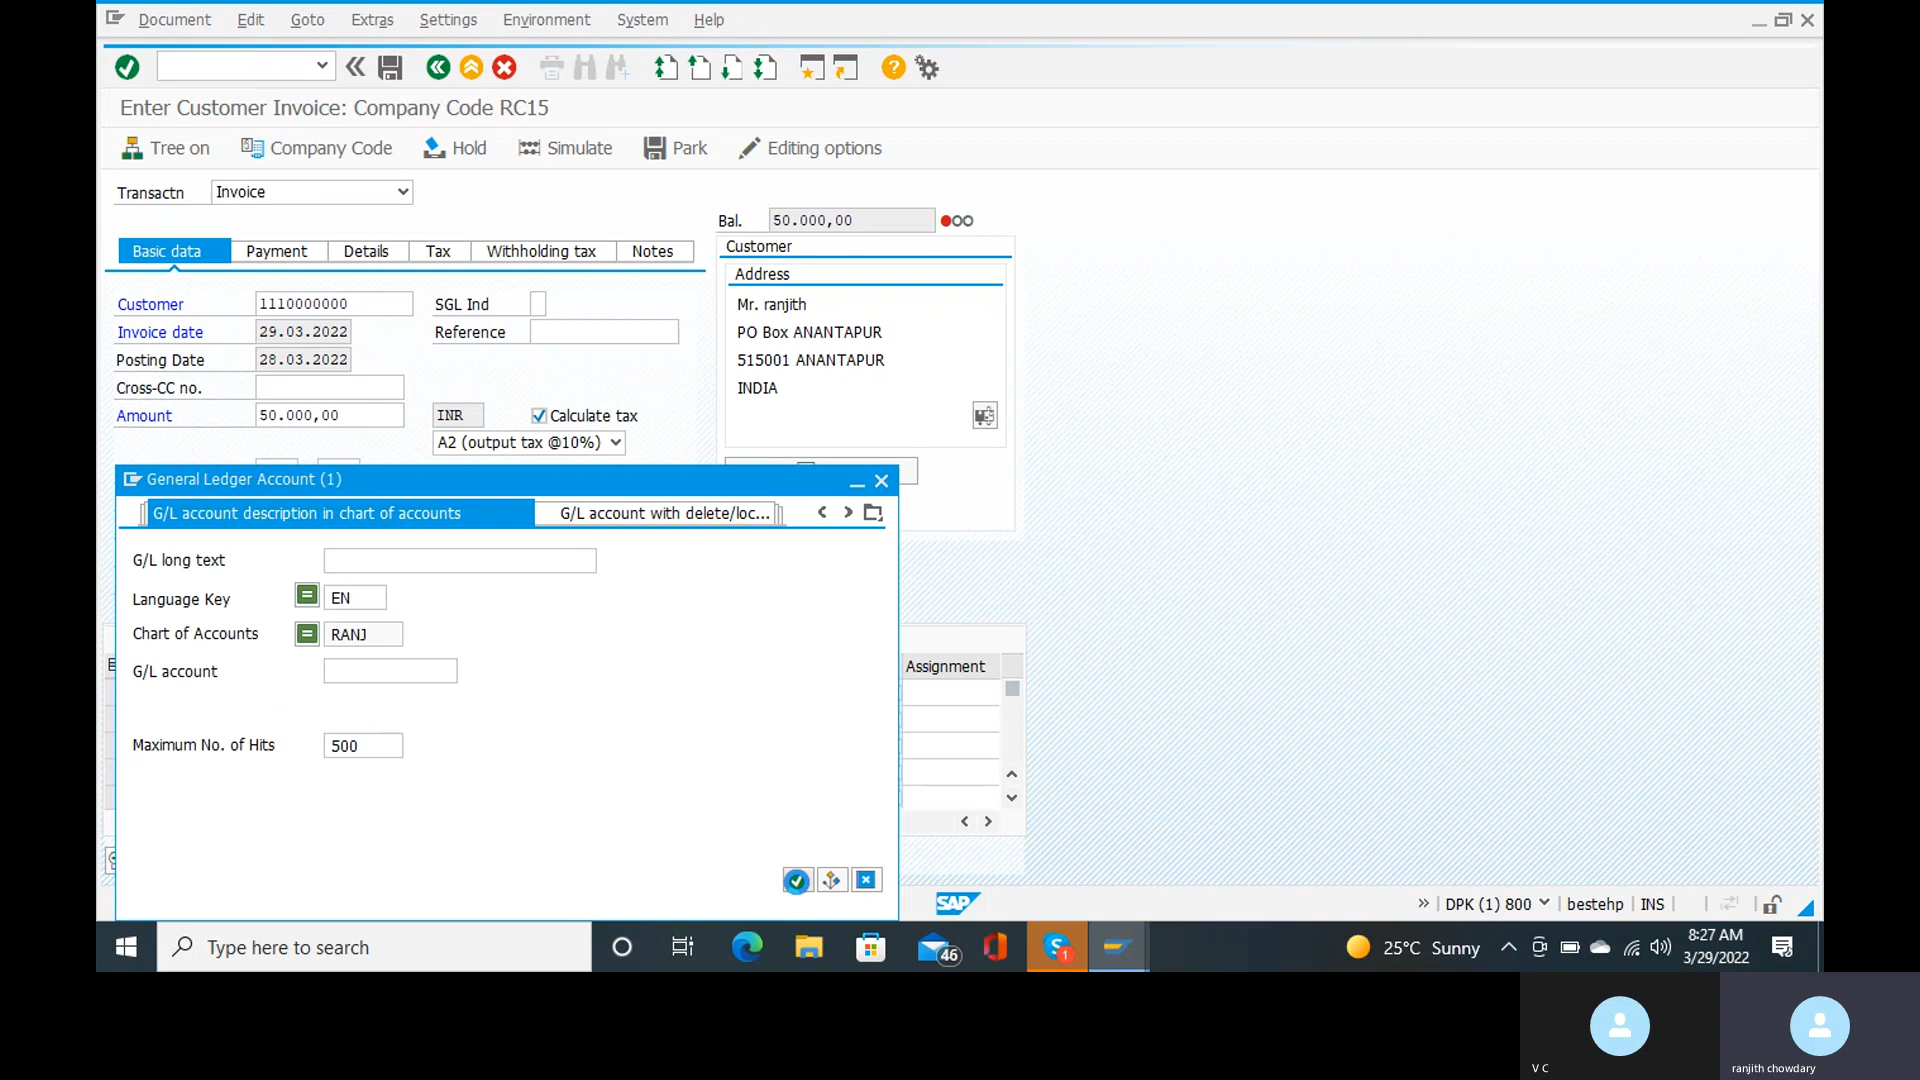 Document Edit Goto Extras Settings Environment System Help
Enter Customer Invoice: Company Code RC15
Tree on Company Code Hold Simulate Park Editing options
Transactn Invoice
Bal. 50.000,00
Basic data Payment Details Tax Withholding tax Notes
Customer
Address
Customer 1110000000 SGL Ind
Mr. ranjith
Invoice date 29.03.2022 Reference
PO Box ANANTAPUR
Posting Date 28.03.2022
515001 ANANTAPUR
Cross-CC no.
INDIA
Amount 50.000,00 INR Calculate tax
A2 (output tax @10%)
General Ledger Account (1)
G/L account description in chart of accounts G/L account with delete/loc...
G/L long text
Language Key = EN
Chart of Accounts = RANJ
G/L account
Assignment
Maximum No. of Hits 500
SAP DPK (1) 800 bestehp INS
Type here to search 46 1 25°C Sunny 8:27 AM
3/29/2022
V C ranjith chowdary